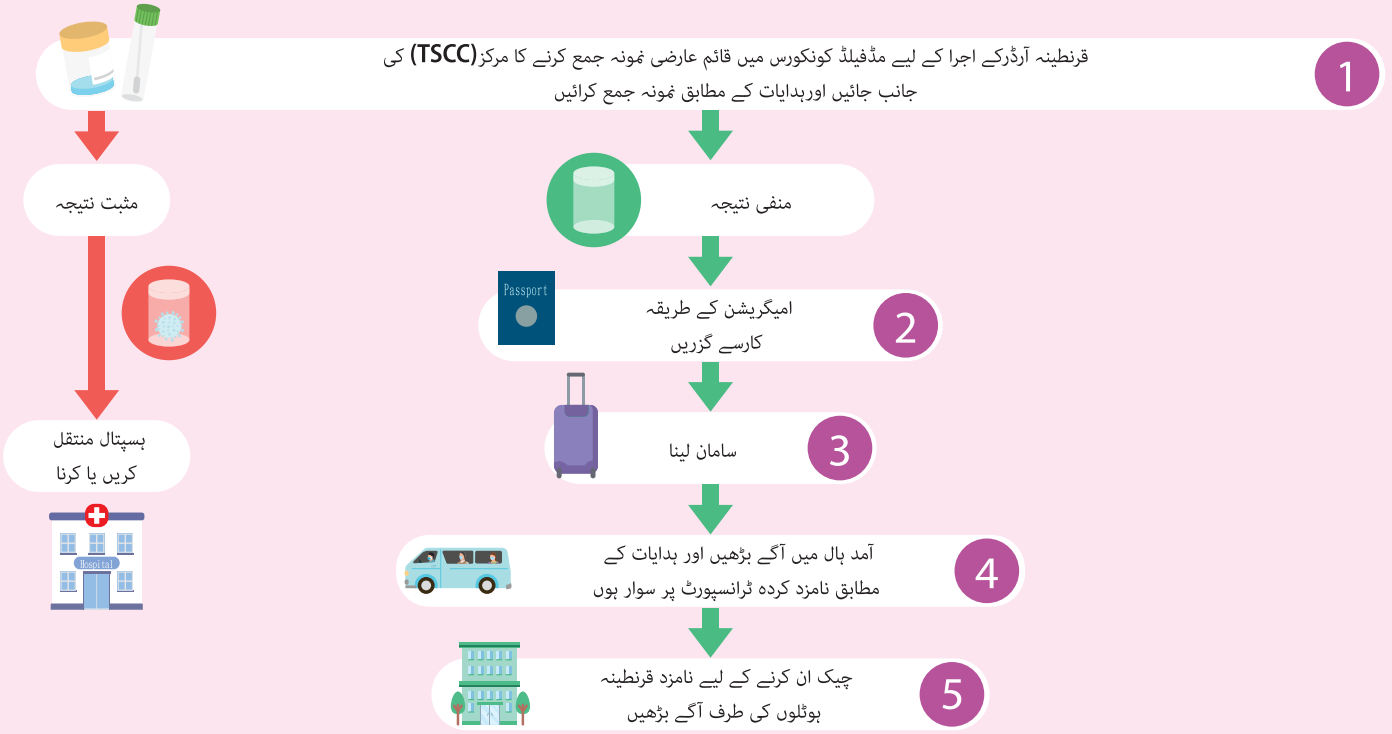 1
قرنطینہ آرڈرکے اجرا کے لیے مڈفیلڈ کونکورس میں قائم عارضی نمونہ جمع کرنے کا مرکز(TSCC) کی
جانب جائیں اورہدایات کے مطابق نمونہ جمع کرائیں
منفی نتیجہ
مثبت نتیجہ
2
امیگریشن کے طریقہ
کارسے گزریں
Passport
ہسپتال منتقل
کریں یا کرنا
Hospital
3
سامان لینا
4
آمد ہال میں آگے بڑھیں اور ہدایات کے
مطابق نامزد کردہ ٹرانسپورٹ پر سوار ہوں
5
چیک ان کرنے کے لیے نامزد قرنطینہ
ہوٹلوں کی طرف آگے بڑھیں